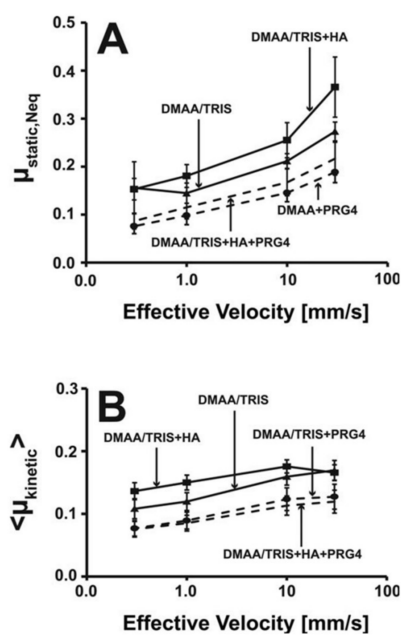 A
DMAA/TRIS+HA
DMAA/TRIS
DMAA+PRG4
DMAA/TRIS+HA+PRG4
μstatic,Neq
0.5
0.4
0.3
0.2
0.1
0.0
0.0 1.0 10 100
Effective Velocity [mm/s]
B
DMAA/TRIS
DMAA/TRIS+HA
DMAA/TRIS+PRG4
DMAA/TRIS+HA+PRG4
<μkinetic>
0.3
0.2
0.1
0.0
0.0 1.0 10 100
Effective Velocity [mm/s]